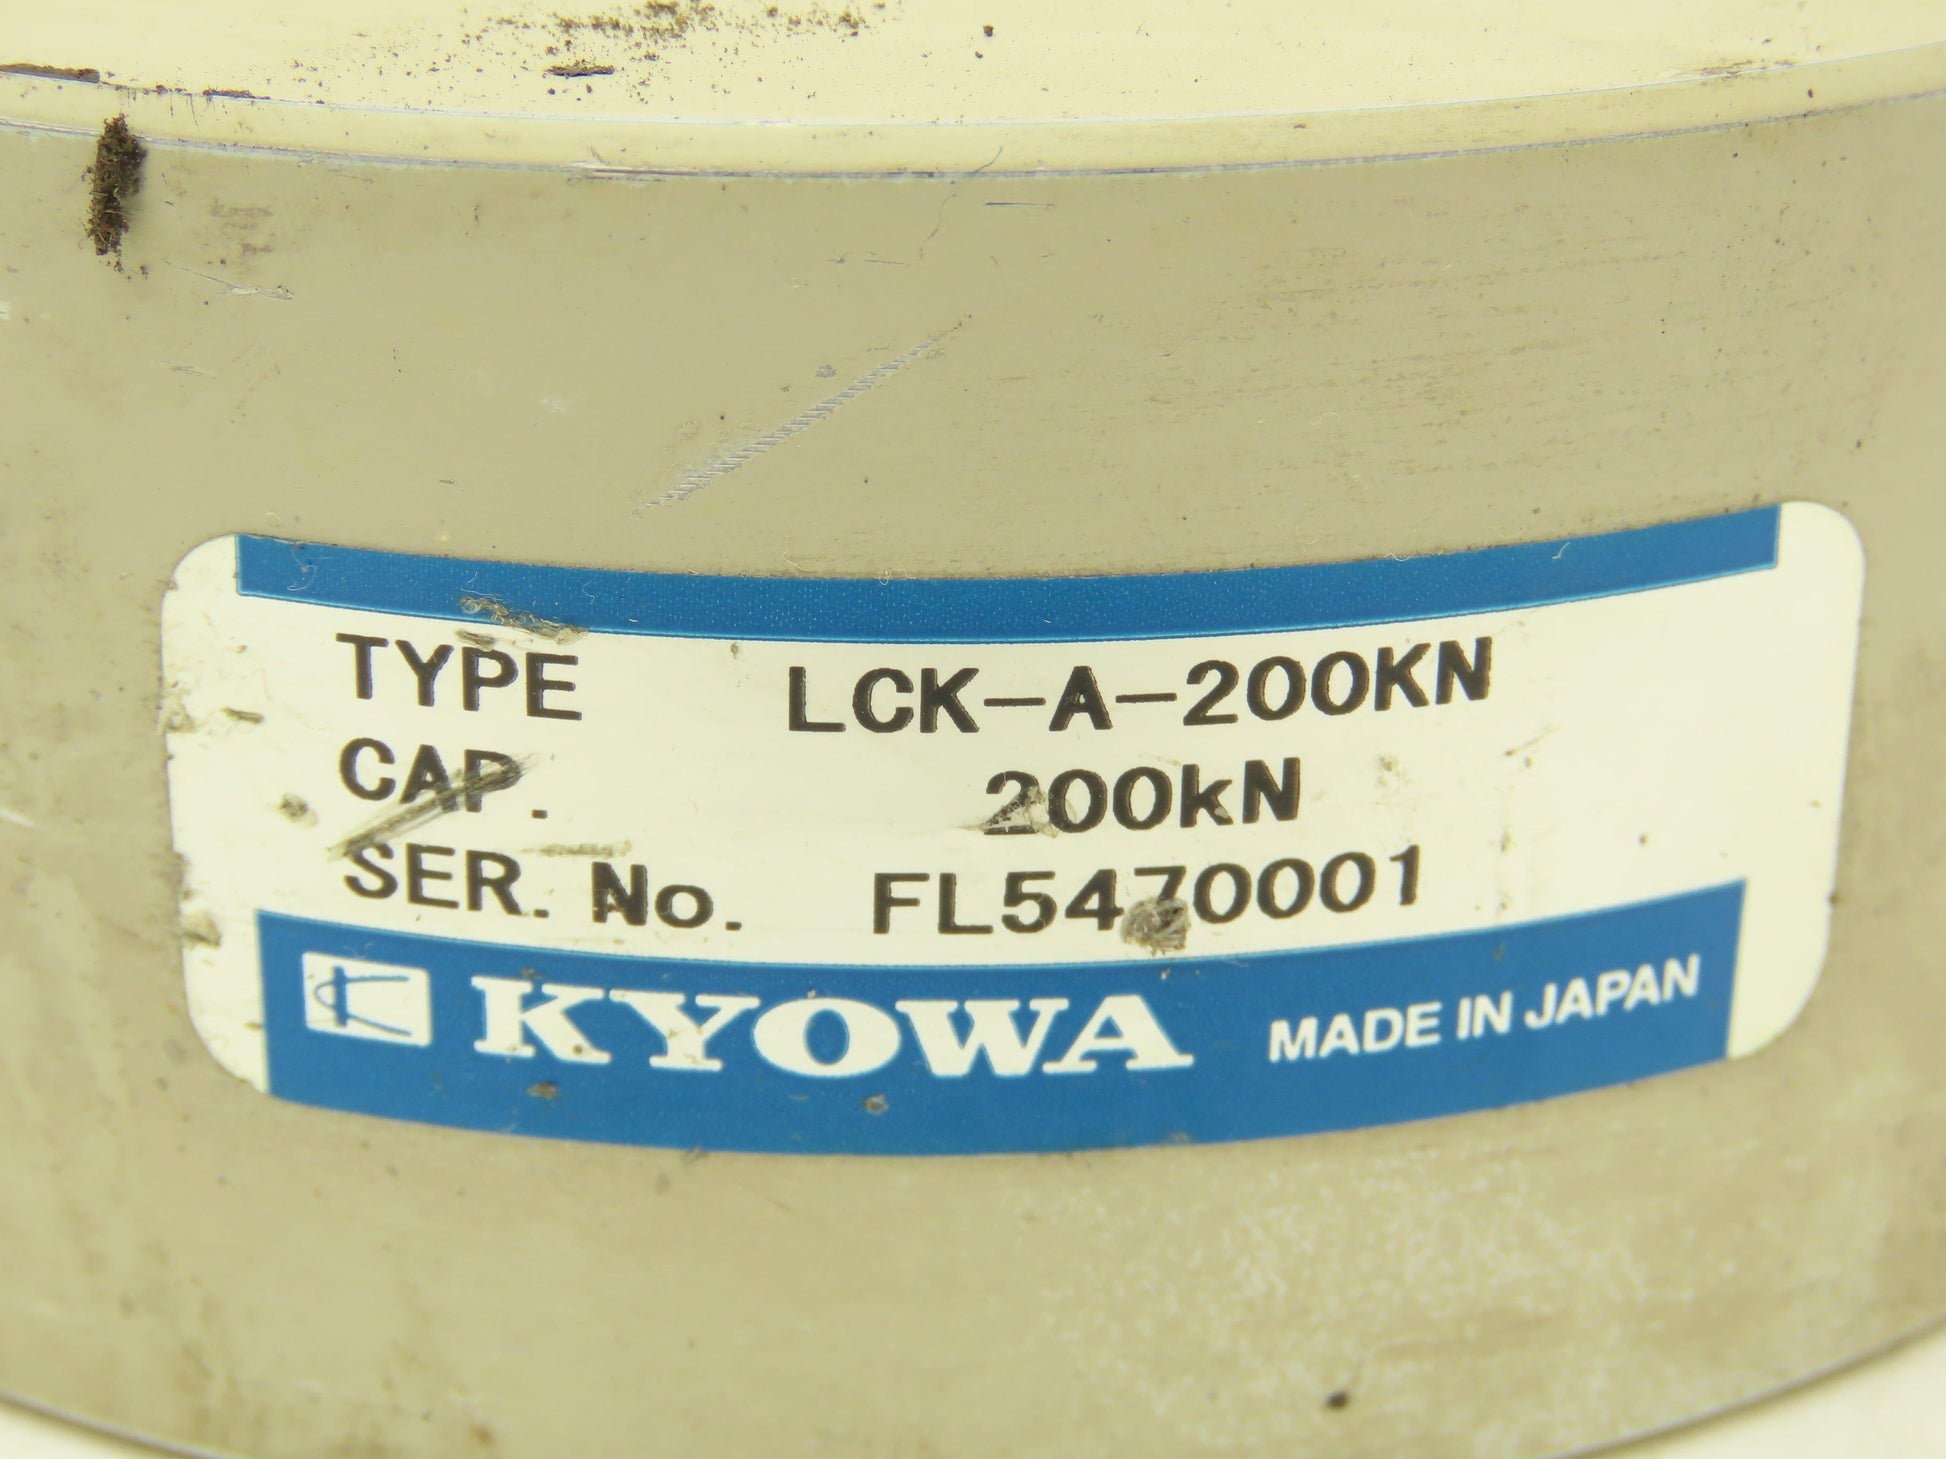 TYPE LCK-A-200KN
CAP. 200kN
SER. No. FL5470001
KYOWA MADE IN JAPAN